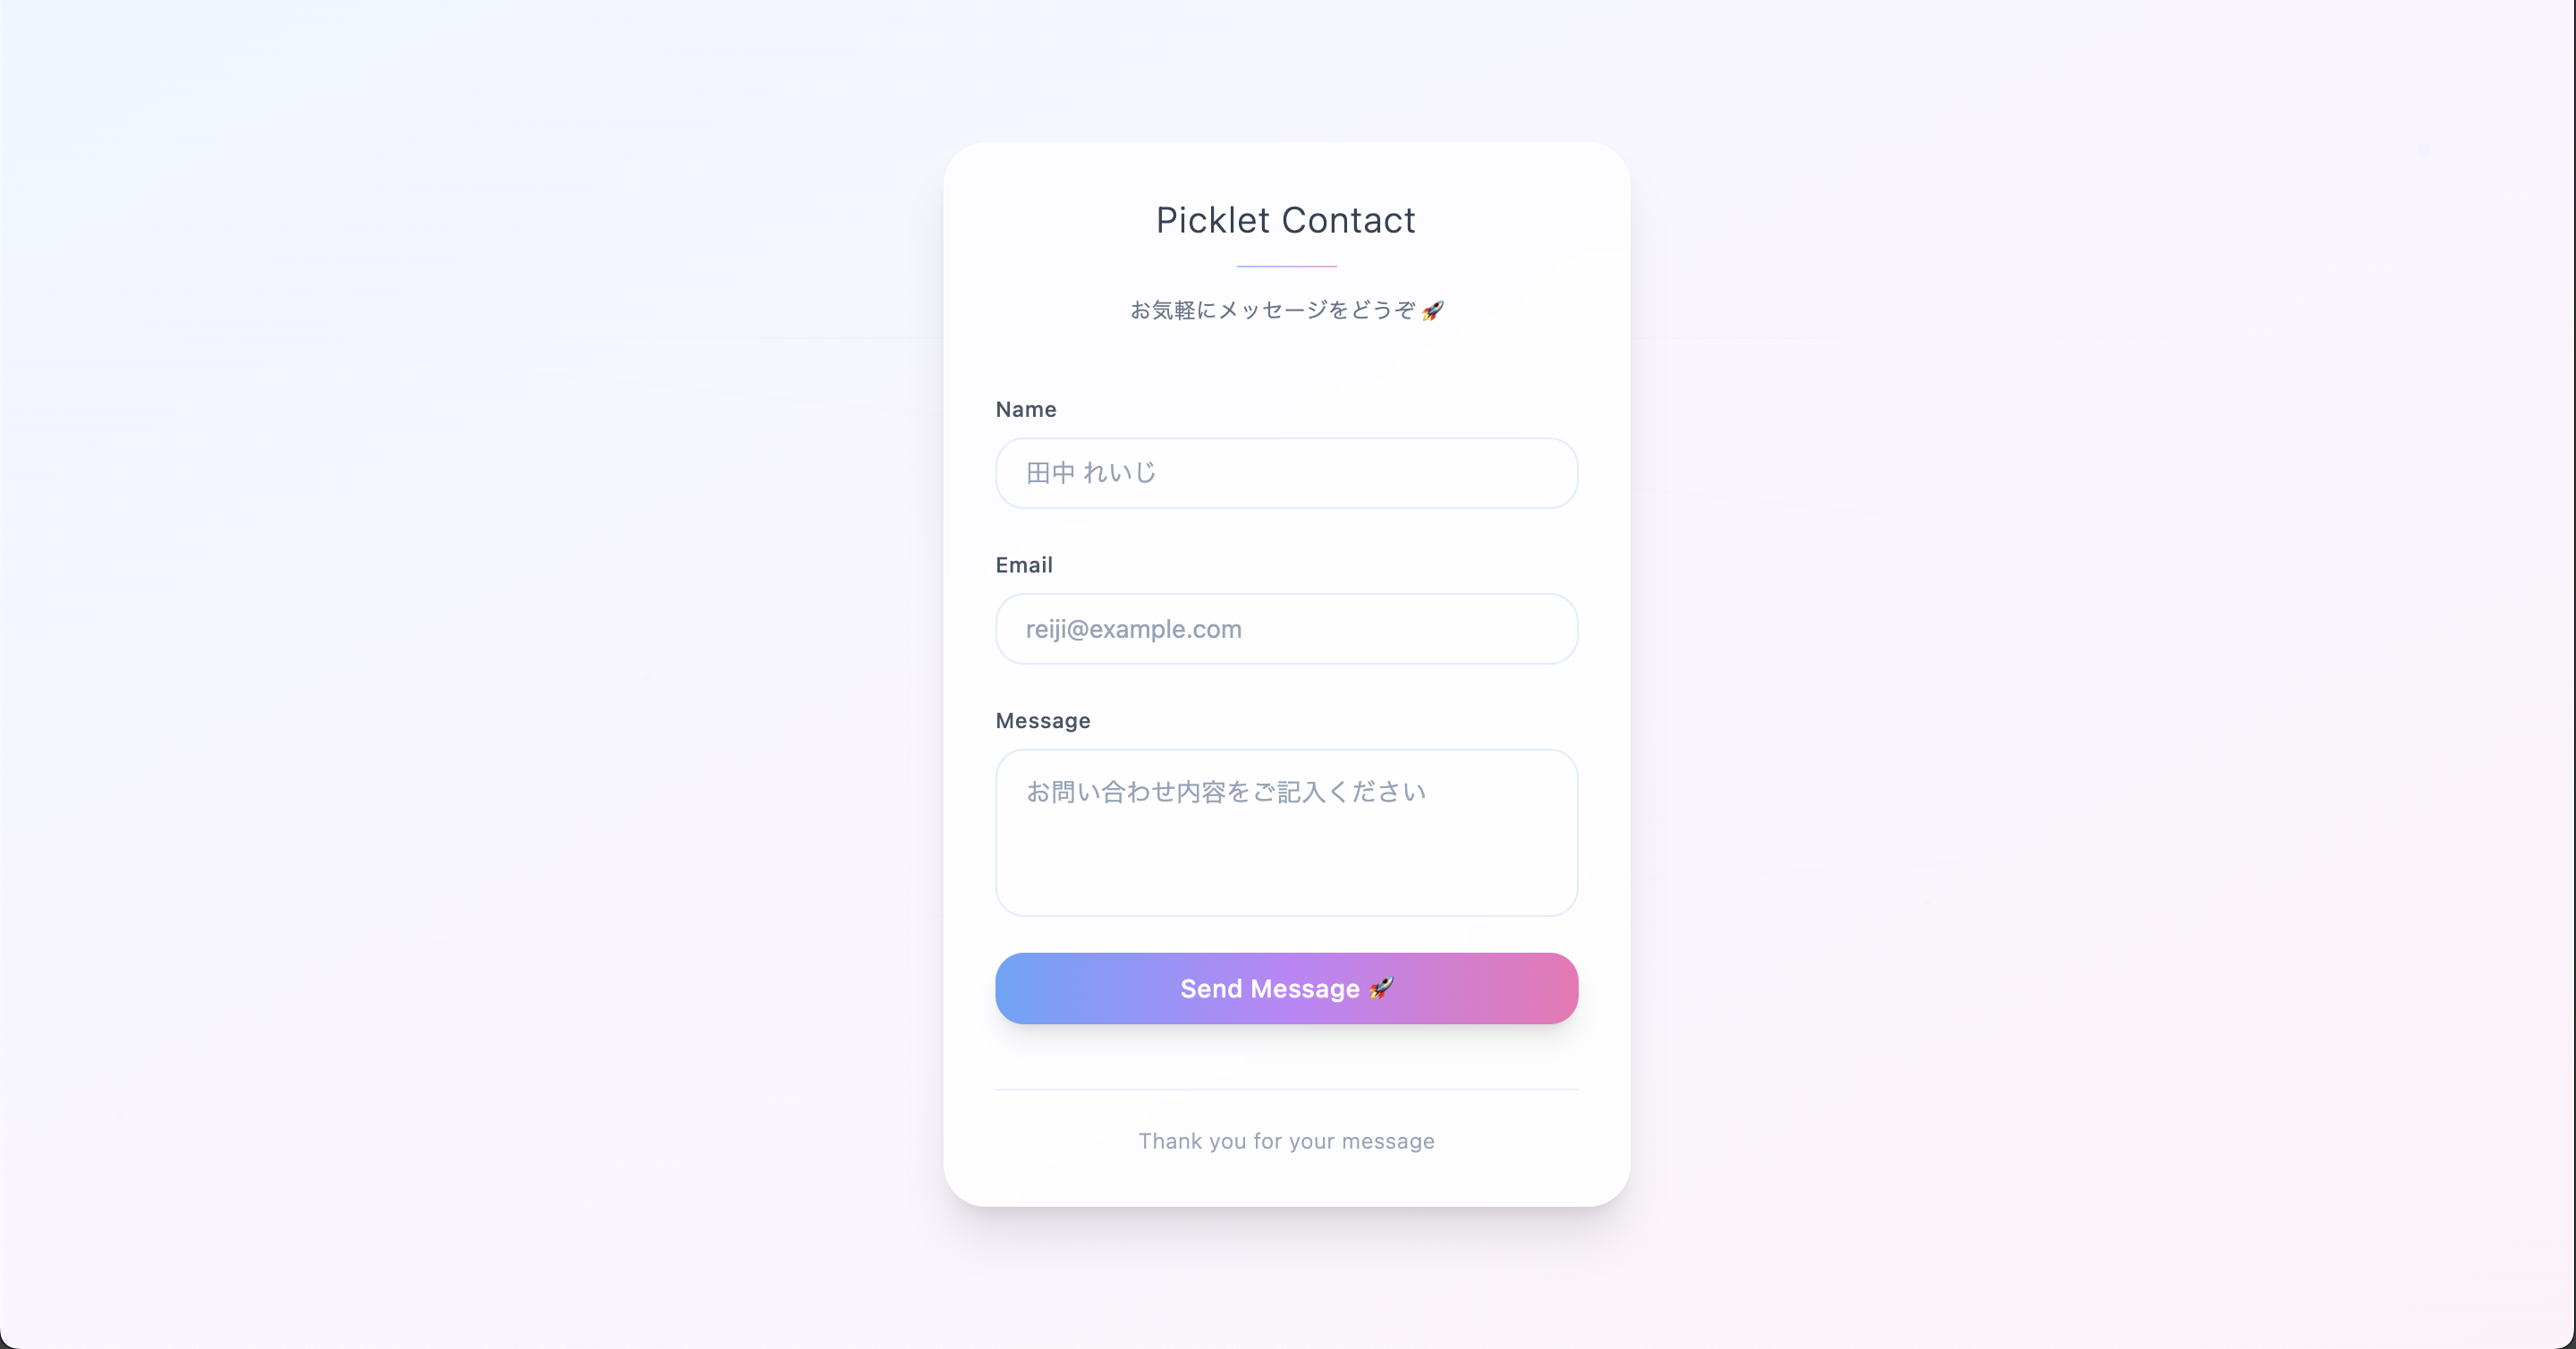 Picklet Contact
お気軽にメッセージをどうぞ 🚀
Name
田中 れいじ
Email
reiji@example.com
Message
お問い合わせ内容をご記入ください
Send Message 🚀
Thank you for your message